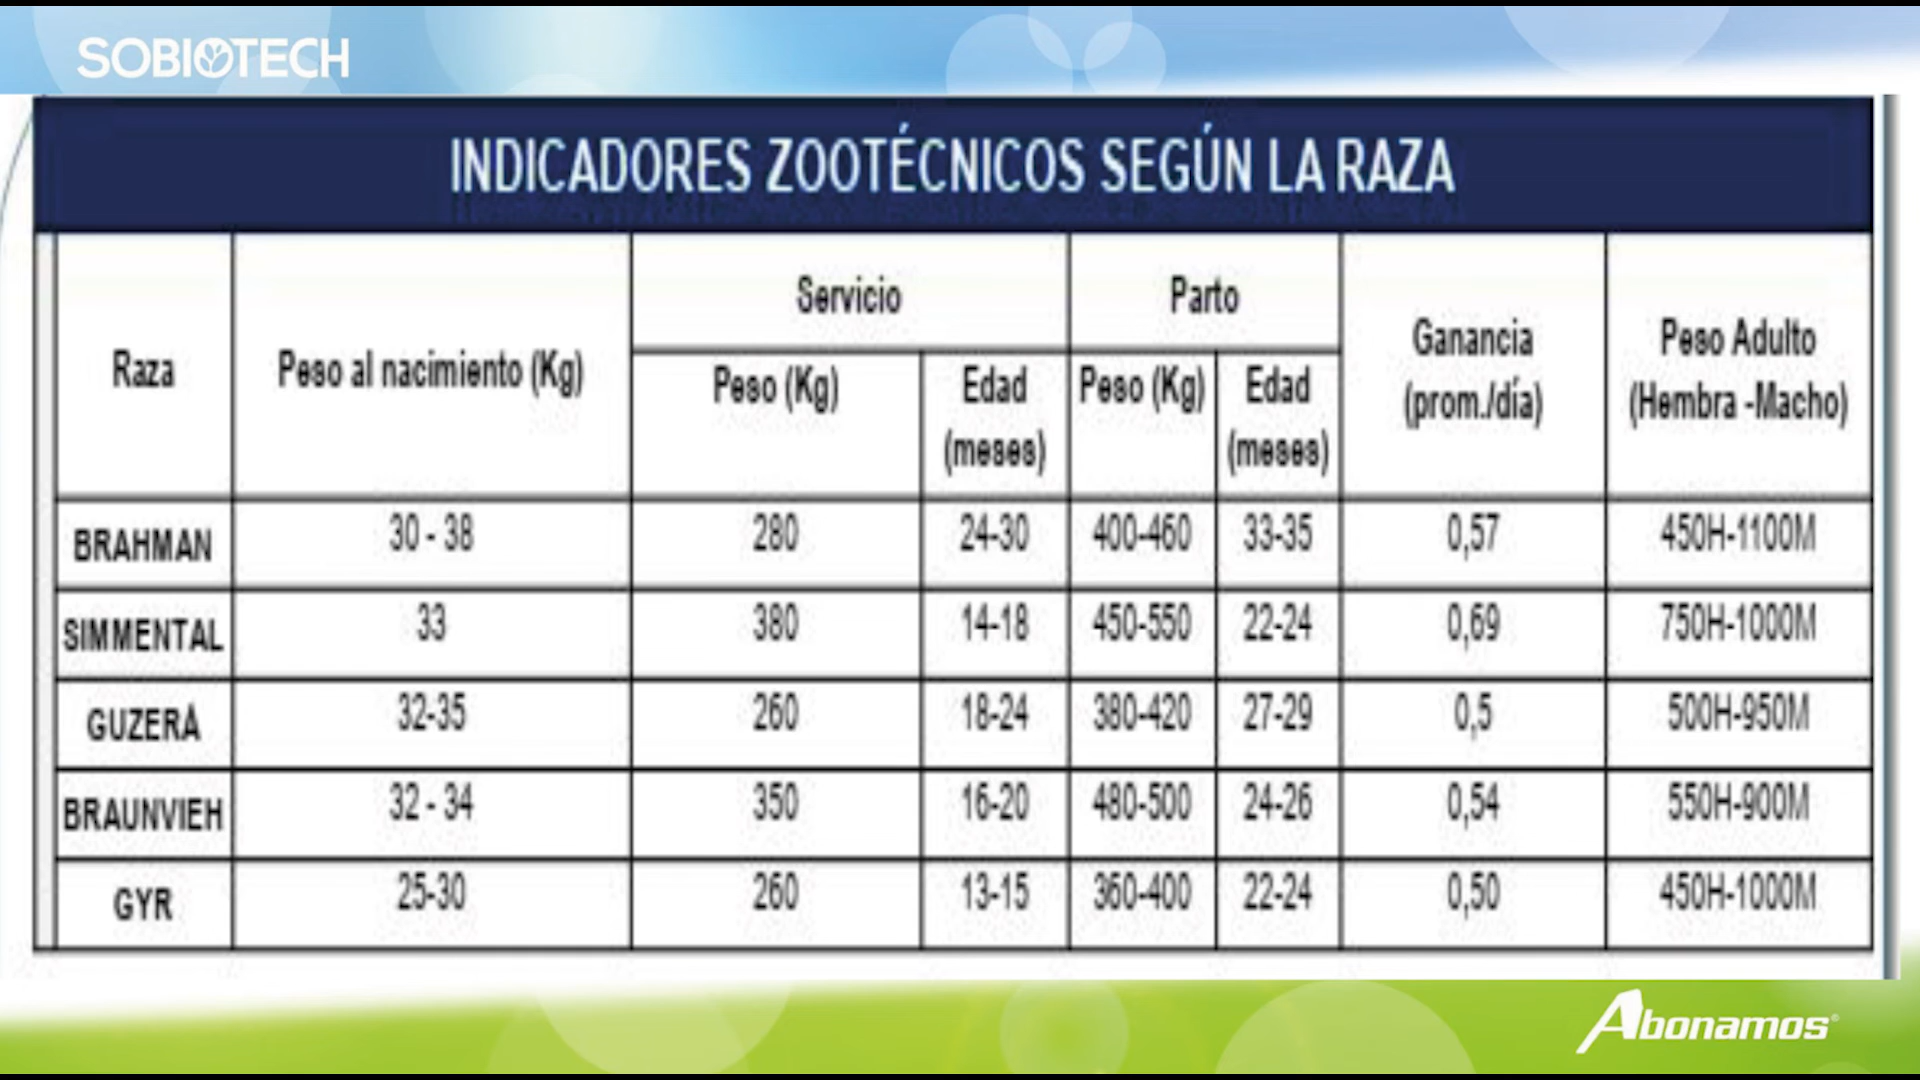 SOBIOTECH
INDICADORES ZOOTÉCNICOS SEGÚN LA RAZA
Raza Peso al nacimiento (Kg) Servicio Parto Ganancia (prom./día) Peso Adulto (Hembra -Macho)
Peso (Kg) Edad (meses) Peso (Kg) Edad (meses)
BRAHMAN 30 - 38 280 24-30 400-460 33-35 0,57 450H-1100M
SIMMENTAL 33 380 14-18 450-550 22-24 0,69 750H-1000M
GUZERÁ 32-35 260 18-24 380-420 27-29 0,5 500H-950M
BRAUNVIEH 32 - 34 350 16-20 480-500 24-26 0,54 550H-900M
GYR 25-30 260 13-15 360-400 22-24 0,50 450H-1000M
Abonamos®